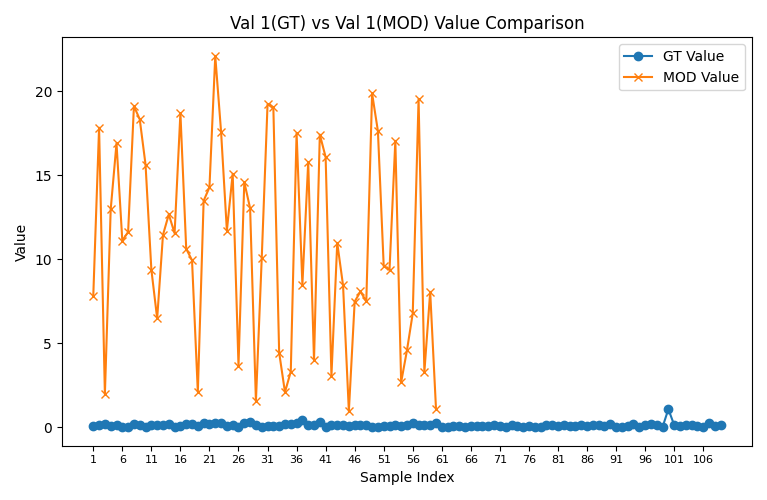 Val 1(GT) vs Val 1(MOD) Value Comparison
GT Value
MOD Value
20
15
10
5
0
Value
1 6 11 16 21 26 31 36 41 46 51 56 61 66 71 76 81 86 91 96 101 106
Sample Index